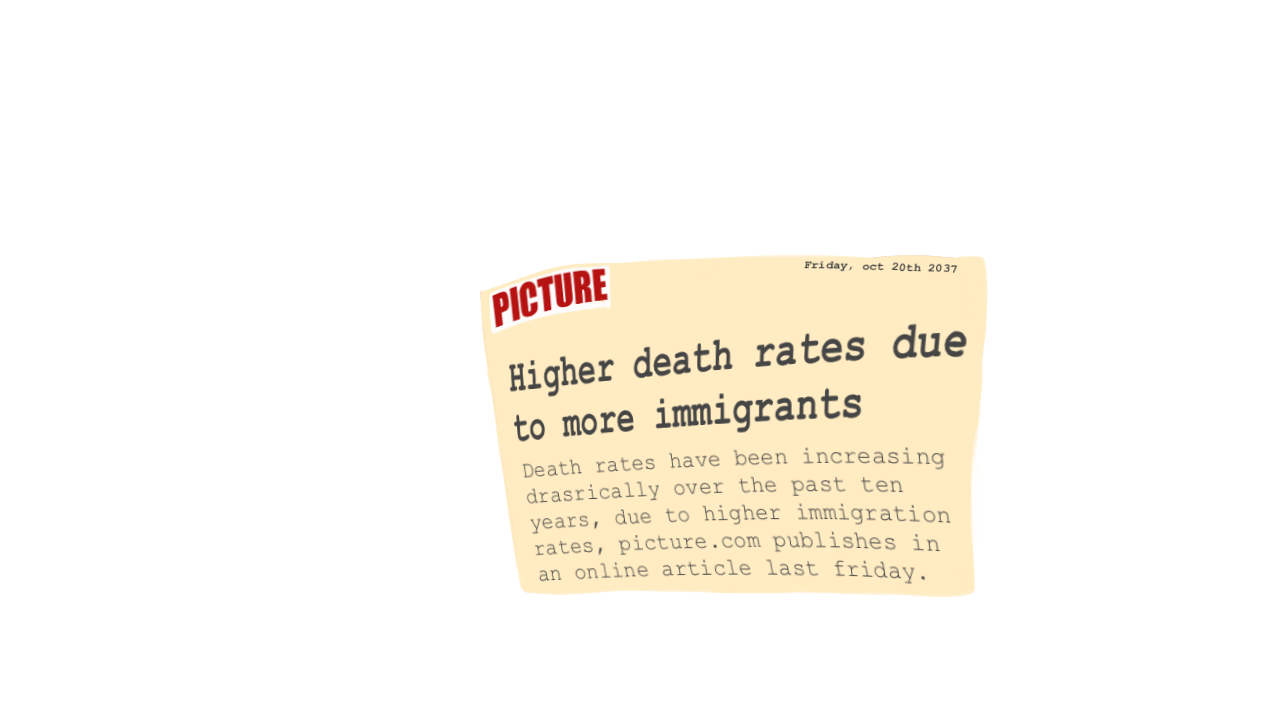 PICTURE
Friday, oct 20th 2037
Higher death rates due
to more immigrants
Death rates have been increasing
drasrically over the past ten
years, due to higher immigration
rates, picture.com publishes in
an online article last friday.